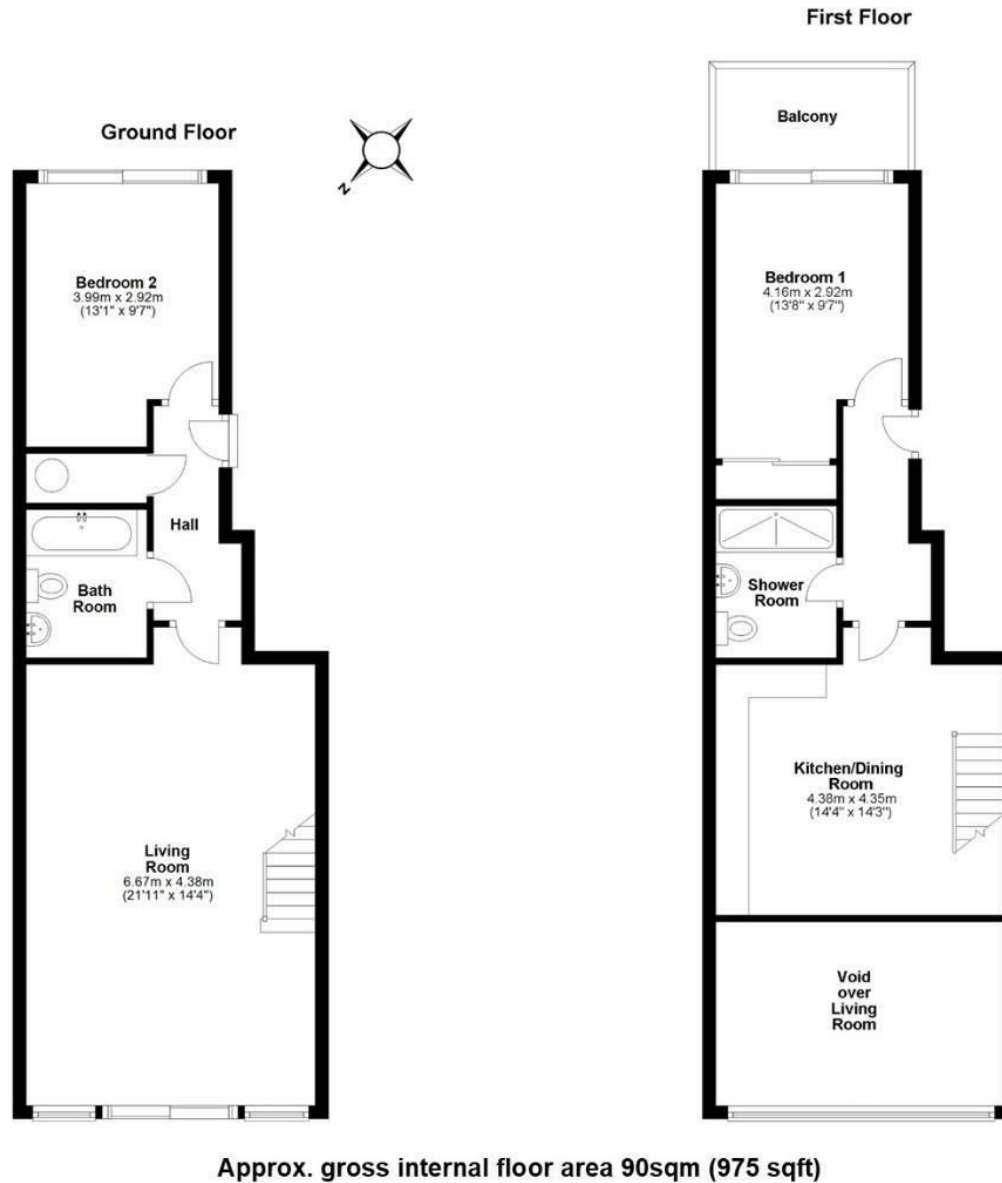 First Floor
Balcony
Ground Floor
N
Bedroom 2
3.99m x 2.92m
(13'1" x 9'7")
Bedroom 1
4.16m x 2.92m
(13'8" x 9'7")
Hall
Bath
Room
Shower
Room
Living
Room
6.67m x 4.38m
(21'11" x 14'4")
Kitchen/Dining
Room
4.38m x 4.35m
(14'4" x 14'3")
Void
over
Living
Room
Approx. gross internal floor area 90sqm (975 sqft)